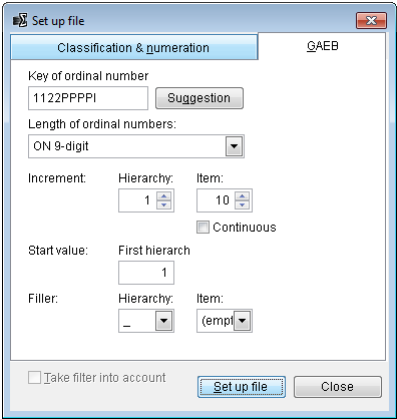 Set up file
Classification & numeration GAEB
Key of ordinal number
1122PPPPI Suggestion
Length of ordinal numbers:
ON 9-digit
Increment: Hierarchy: Item:
1 10
Continuous
Start value: First hierarch
1
Filler: Hierarchy: Item:
_ (empt
Take filter into account
Set up file Close